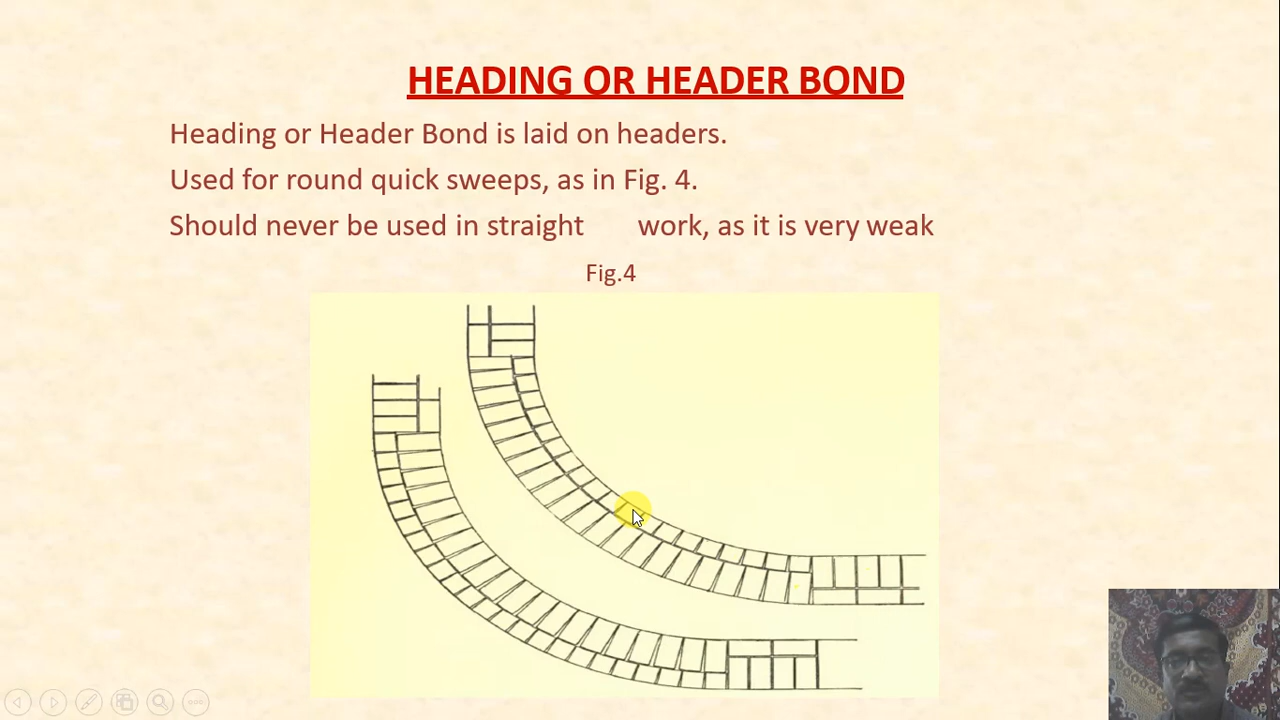 HEADING OR HEADER BOND
Heading or Header Bond is laid on headers.
Used for round quick sweeps, as in Fig. 4.
Should never be used in straight work, as it is very weak
Fig.4